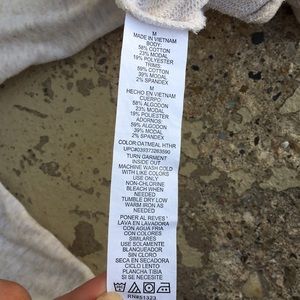 M
MADE IN VIETNAM
BODY:
58% COTTON
23% MODAL
19% POLYESTER
TRIMS:
59% COTTON
39% MODAL
2% SPANDEX
M
HECHO EN VIETNAM
CUERPO:
58% ALGODON
23% MODAL
19% POLIESTER
ADORNOS:
59% ALGODON
39% MODAL
2% SPANDEX
COLOR:OATMEAL HTHR
TURN GARMENT
INSIDE OUT
MACHINE WASH COLD
WITH LIKE COLORS
USE ONLY
NON-CHLORINE
BLEACH WHEN
NEEDED
TUMBLE DRY LOW
WARM IRON AS
NEEDED
PONER AL REVES
LAVA EN LAVADORA
CON AGUA FRIA
CON COLORES
SIMILARES
USE SOLAMENTE
BLANQUEADOR
SIN CLORO
SECA EN SECADORA
CICLO LENTO
PLANCHA TIBIA
SI SE NECESITA
RN#51323